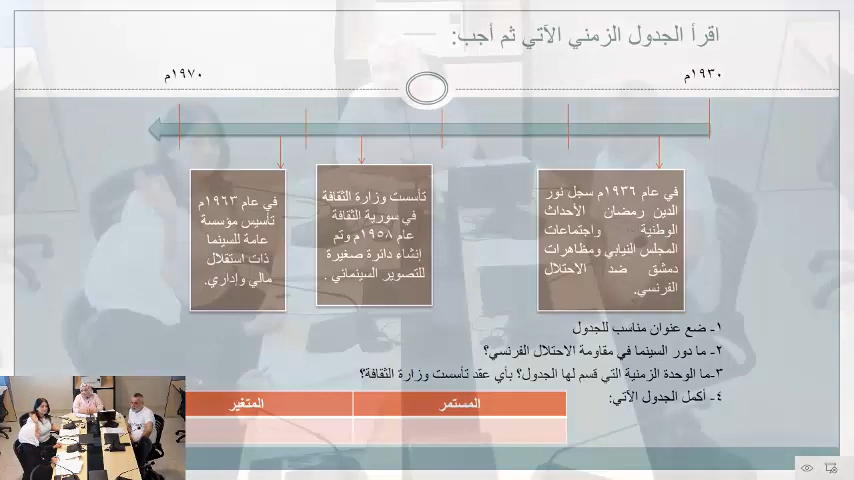 اقرأ الجدول الزمني الآتي ثم أجب:
١٩٣٠م
١٩٧٠م
في عام ١٩٣٦م سجل نور
الدين رمضان الأحداث
الوطنية واجتماعات
المجلس النيابي ومظاهرات
دمشق ضد الاحتلال
الفرنسي.
تأسست وزارة الثقافة
في سورية الثقافة
عام ١٩٥٨م وتم
إنشاء دائرة صغيرة
للتصوير السينمائي .
في عام ١٩٦٣م
تأسيس مؤسسة
عامة للسينما
ذات استقلال
مالي وإداري.
١- ضع عنوان مناسب للجدول
٢- ما دور السينما في مقاومة الاحتلال الفرنسي؟
٣-ما الوحدة الزمنية التي قسم لها الجدول؟ بأي عقد تأسست وزارة الثقافة؟
٤- أكمل الجدول الآتي:
المستمر
المتغير